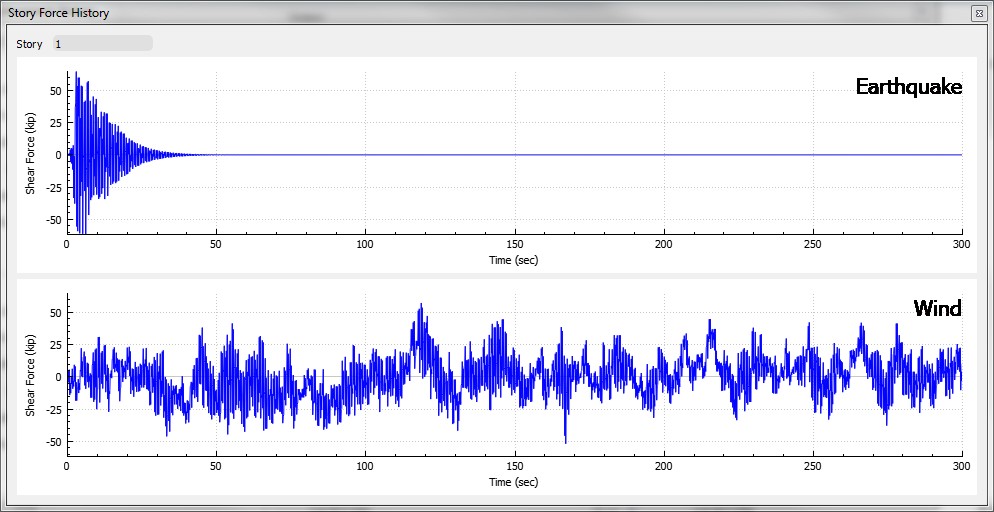 Story Force History
Story 1
Earthquake
50
25
0
-25
-50
Shear Force (kip)
0 50 100 150 200 250 300
Time (sec)
Wind
50
25
0
-25
-50
Shear Force (kip)
0 50 100 150 200 250 300
Time (sec)